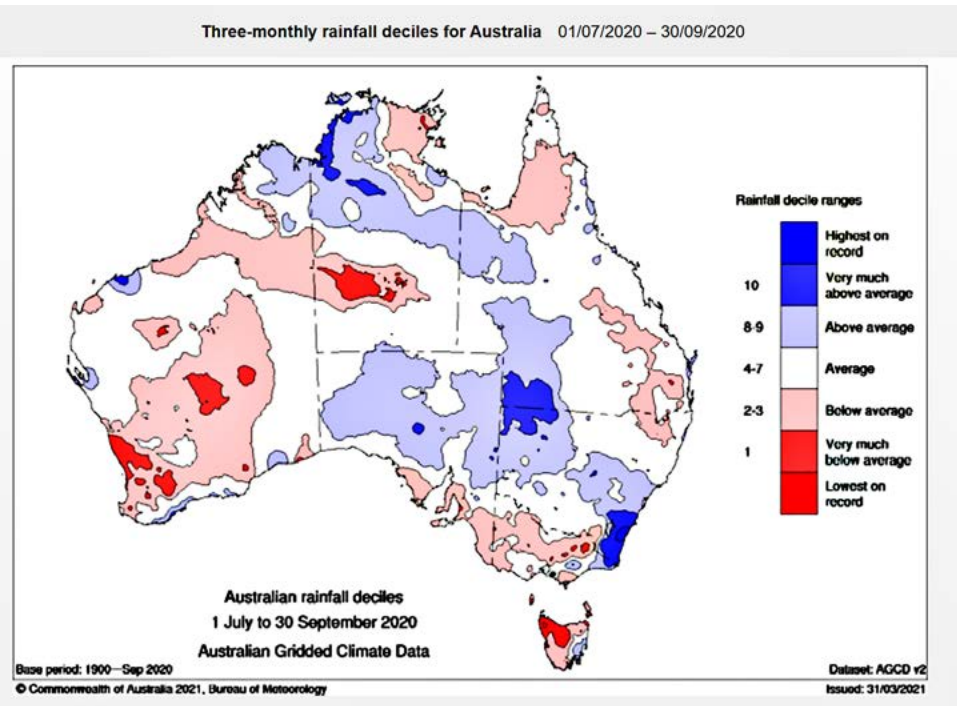 Three-monthly rainfall deciles for Australia 01/07/2020 – 30/09/2020
Rainfall decile ranges
Highest on
record
10 Very much
above average
8-9 Above average
4-7 Average
2-3 Below average
1 Very much
below average
Lowest on
record
Australian rainfall deciles
1 July to 30 September 2020
Australian Gridded Climate Data
Base period: 1900—Sep 2020
Dataset: AGCD v2
© Commonwealth of Australia 2021, Bureau of Meteorology
Issued: 31/03/2021